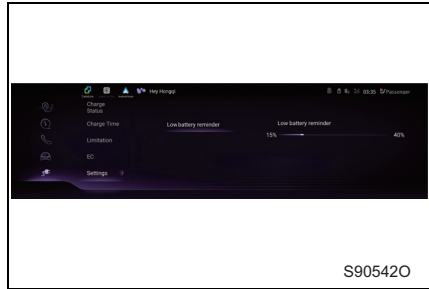 Hey Hongqi
03:35
Passenger
Charge
Status
Charge Time
Limitation
EC
Settings
Low battery reminder
Low battery reminder
15%
40%
S90542O